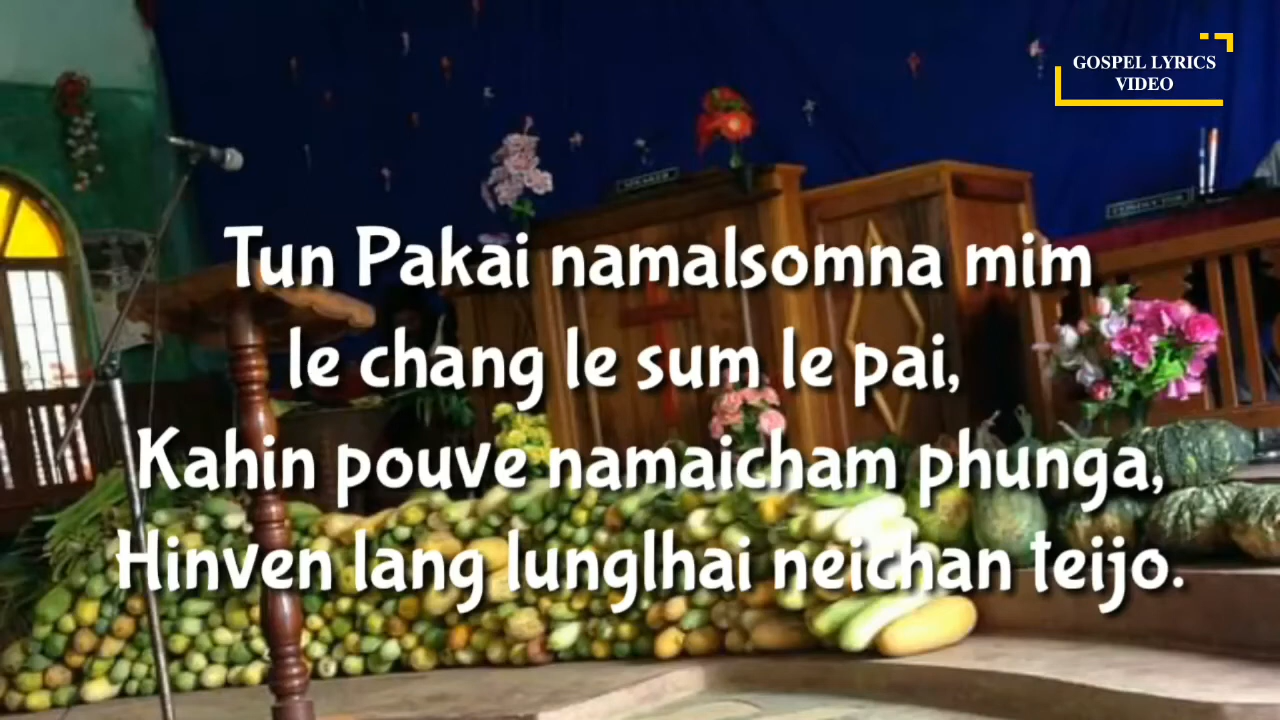 GOSPEL LYRICS
VIDEO
SPEAKER
Tun Pakai namalsomna mim
le chang le sum le pai,
Kahin pouve namaicham phunga,
Hinven lang lunglhai neichan teijo.